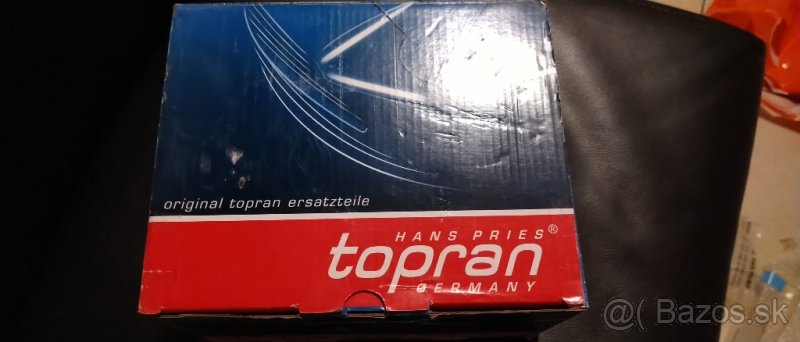 original topran ersatzteile
HANS PRIES®
topran
GERMANY
@( Bazos.sk